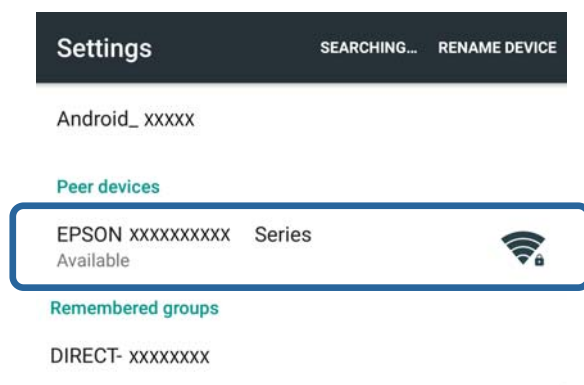 Settings SEARCHING... RENAME DEVICE
Android_ xxxxx
Peer devices
EPSON xxxxxxxxxx Series
Available
Remembered groups
DIRECT- xxxxxxxx